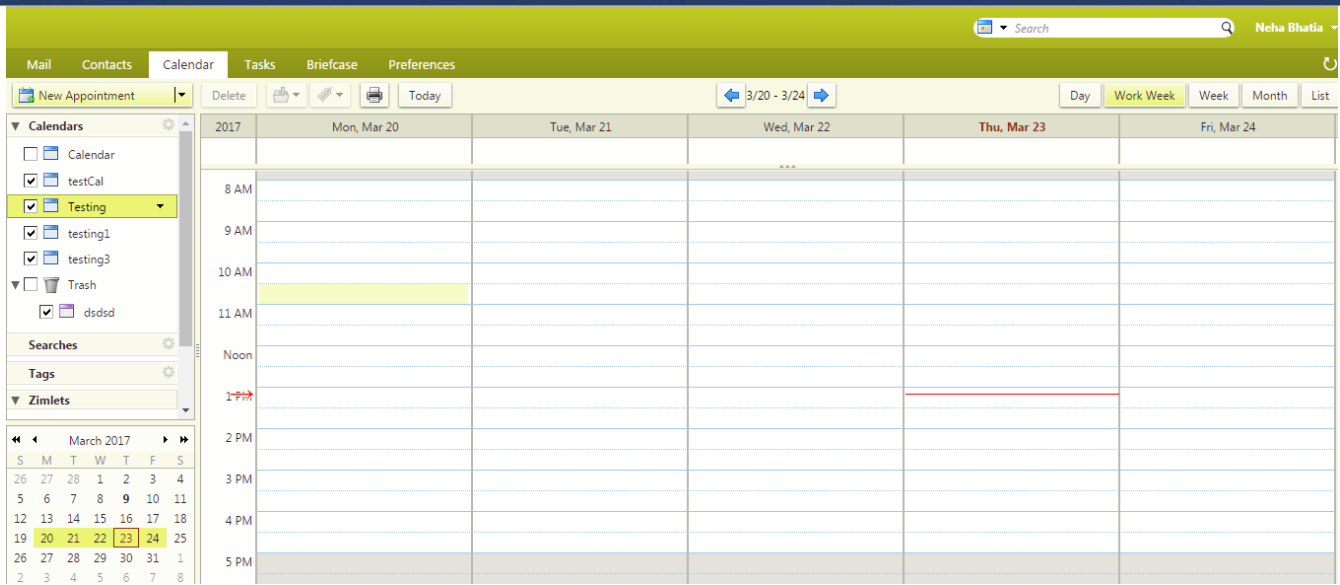 Search Neha Bhatia
Mail Contacts Calendar Tasks Briefcase Preferences
New Appointment Delete Today 3/20 - 3/24 Day Work Week Week Month List
Calendars
Calendar
testCal
Testing
testing1
testing3
Trash
dsdsd
Searches
Tags
Zimlets
March 2017
S M T W T F S
26 27 28 1 2 3 4
5 6 7 8 9 10 11
12 13 14 15 16 17 18
19 20 21 22 23 24 25
26 27 28 29 30 31 1
2 3 4 5 6 7 8
2017 Mon, Mar 20 Tue, Mar 21 Wed, Mar 22 Thu, Mar 23 Fri, Mar 24
8 AM
9 AM
10 AM
11 AM
Noon
1 PM
2 PM
3 PM
4 PM
5 PM